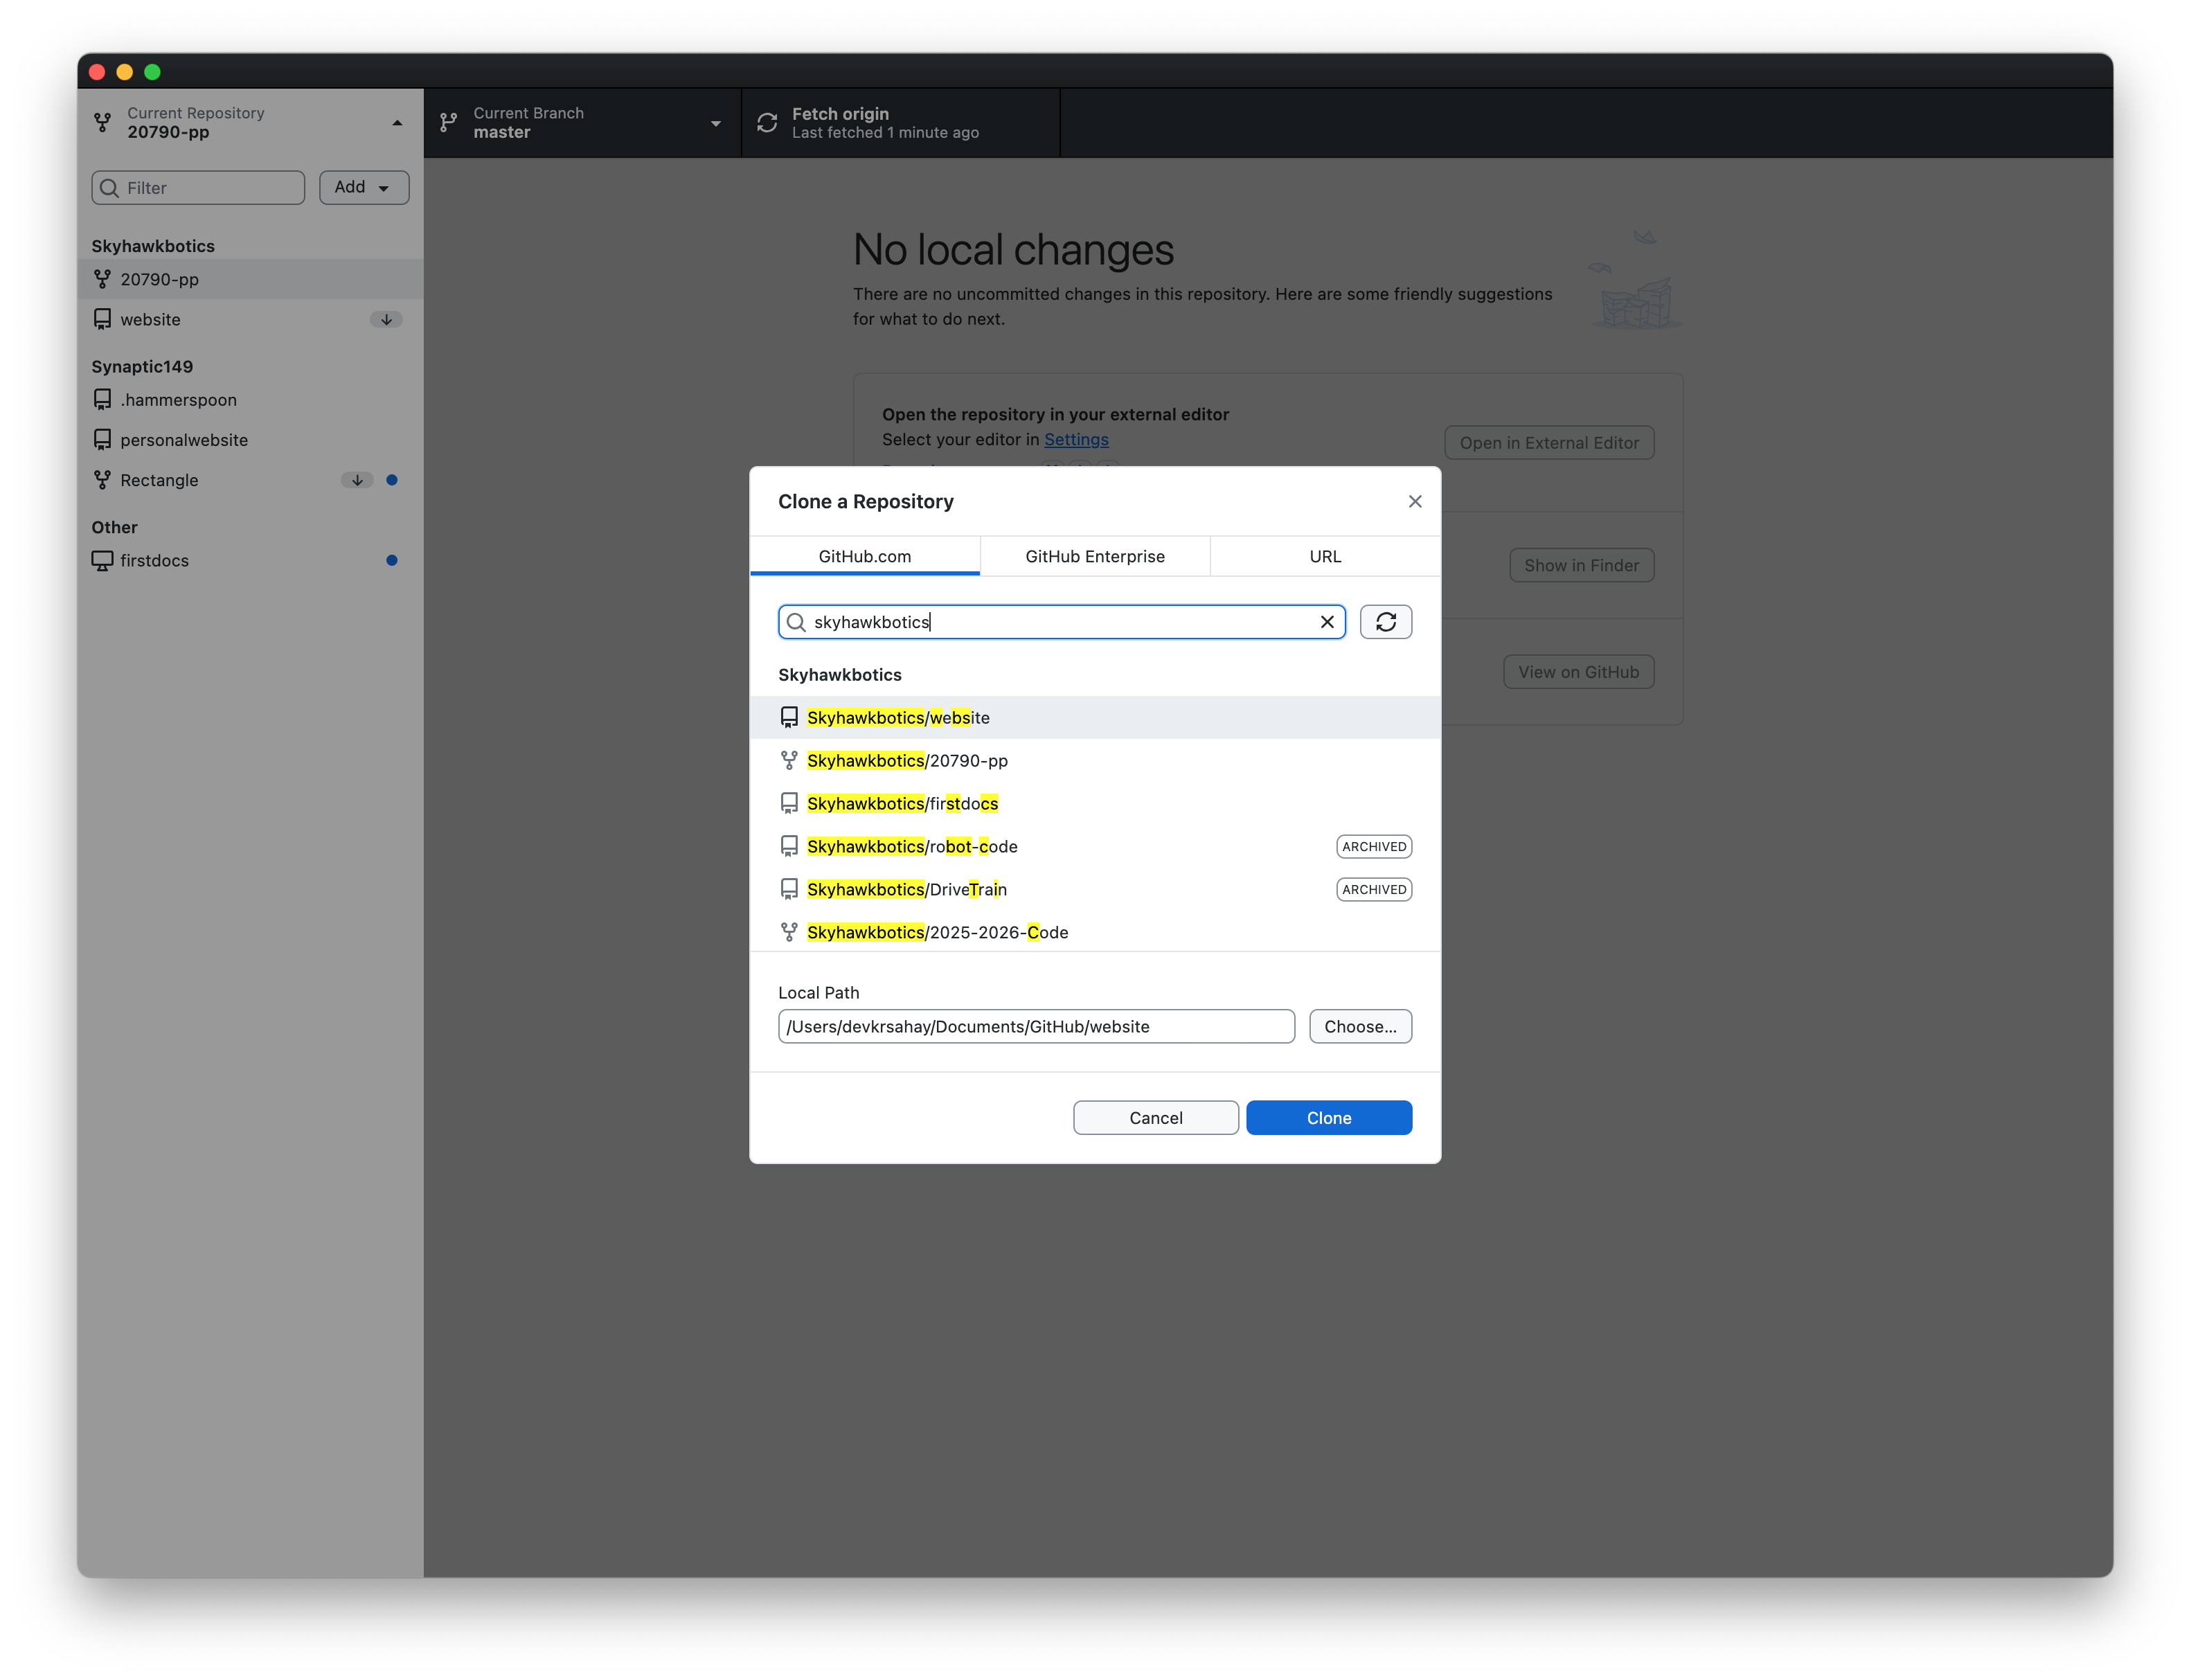 Current Repository
20790-pp
Current Branch
master
Fetch origin
Last fetched 1 minute ago
Filter
Add
Skyhawkbotics
20790-pp
website
Synaptic149
.hammerspoon
personalwebsite
Rectangle
Other
firstdocs
No local changes
There are no uncommitted changes in this repository. Here are some friendly suggestions
for what to do next.
Open the repository in your external editor
Select your editor in Settings
Open in External Editor
Show in Finder
View on GitHub
Clone a Repository
GitHub.com
GitHub Enterprise
URL
skyhawkbotics
Skyhawkbotics
Skyhawkbotics/website
Skyhawkbotics/20790-pp
Skyhawkbotics/firstdocs
Skyhawkbotics/robot-code
ARCHIVED
Skyhawkbotics/DriveTrain
ARCHIVED
Skyhawkbotics/2025-2026-Code
Local Path
/Users/devkrsahay/Documents/GitHub/website
Choose...
Cancel
Clone